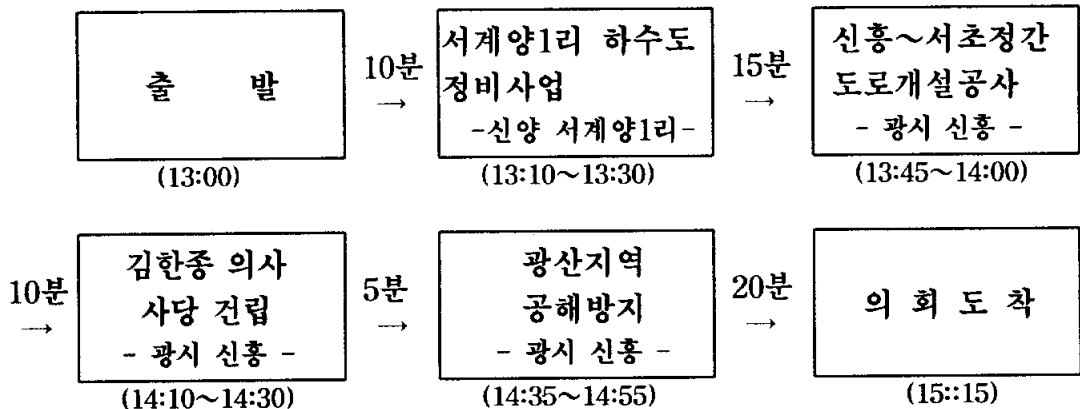 출 발
10분
→
서계양1리 하수도
정비사업
-신양 서계양1리-
15분
→
신흥～서초정간
도로개설공사
- 광시 신흥 -
(13:00)
(13:10～13:30)
(13:45～14:00)
10분
→
김한종 의사
사당 건립
- 광시 신흥 -
5분
→
광산지역
공해방지
- 광시 신흥 -
20분
→
의 회 도 착
(14:10～14:30)
(14:35～14:55)
(15::15)